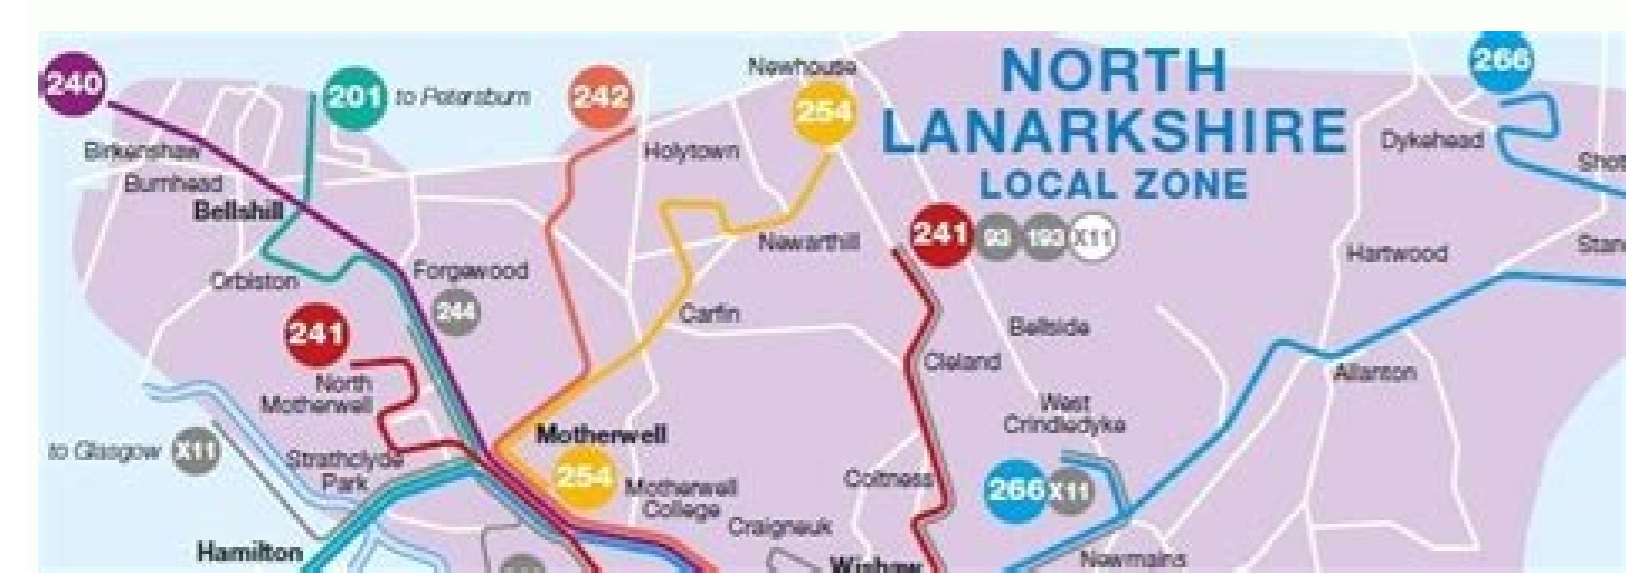 240
201 to Petersburn
242
Newhouse
254
NORTH
LANARKSHIRE
LOCAL ZONE
266
Birkenshaw
Burnhead
Bellshill
Holytown
Dykehead
Newarthill
241 93 193 X11
Hartwood
Orbiston
Forgewood
244
241
Carfin
Bellside
Cleland
Allanton
North
Motherwell
West
Crindledyke
to Glasgow X11
Strathclyde
Park
Motherwell
254
Motherwell
College
Craigneuk
Coltness
266 X11
Hamilton
Wishaw
Newmains